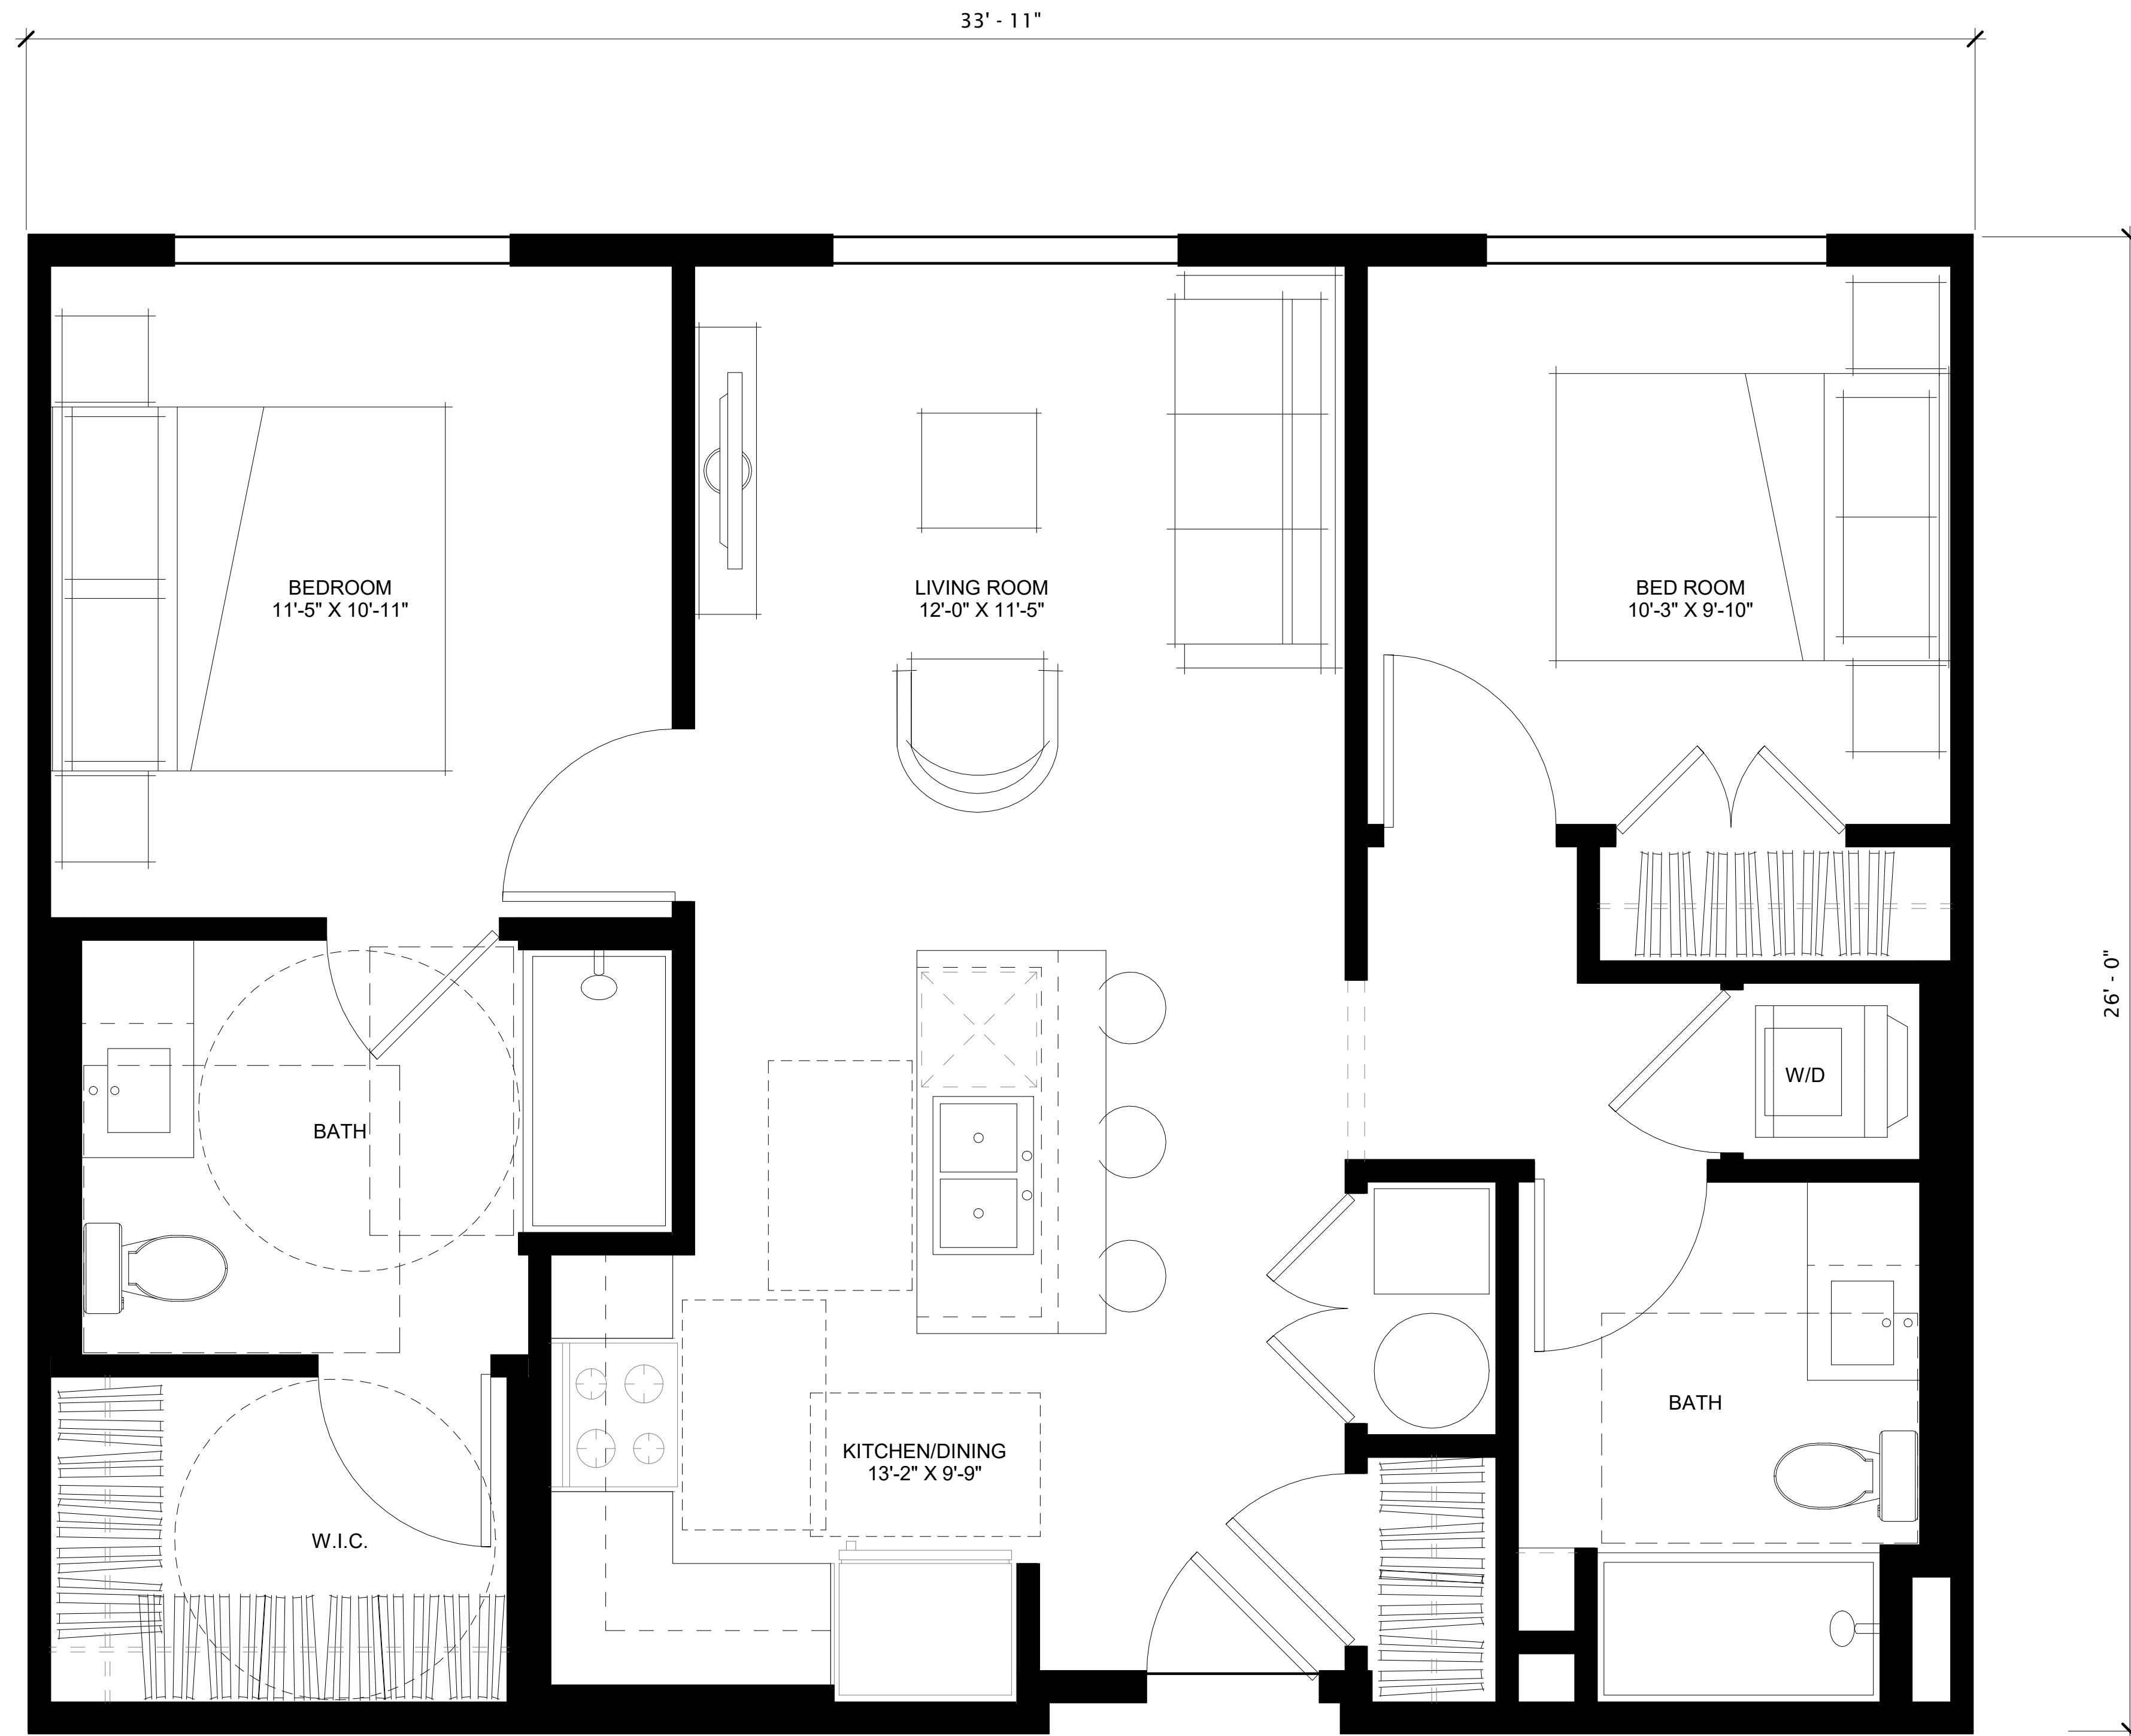 33' - 11"
BEDROOM
11'-5" X 10'-11"
LIVING ROOM
12'-0" X 11'-5"
BED ROOM
10'-3" X 9'-10"
26' - 0"
W/D
BATH
BATH
KITCHEN/DINING
13'-2" X 9'-9"
W.I.C.